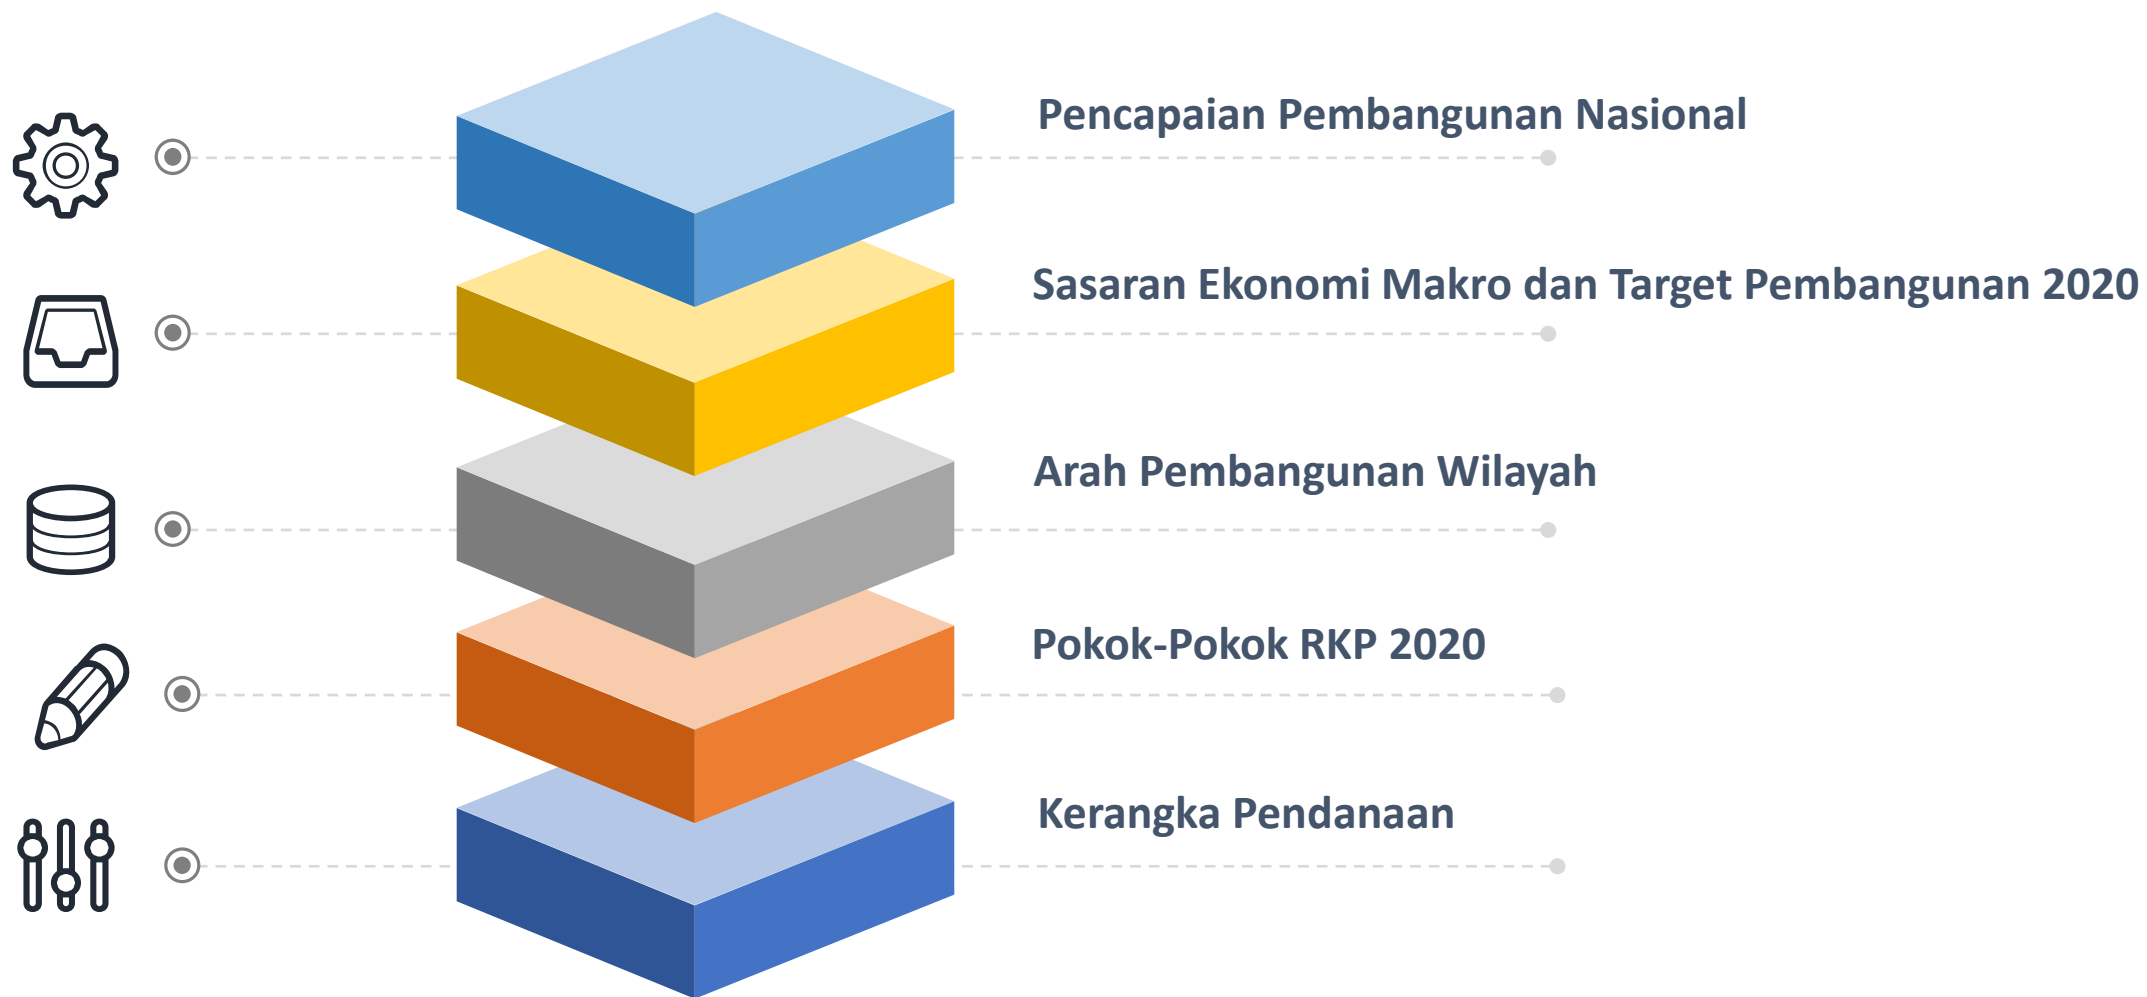 Pencapaian Pembangunan Nasional
Sasaran Ekonomi Makro dan Target Pembangunan 2020
Arah Pembangunan Wilayah
Pokok-Pokok RKP 2020
Kerangka Pendanaan